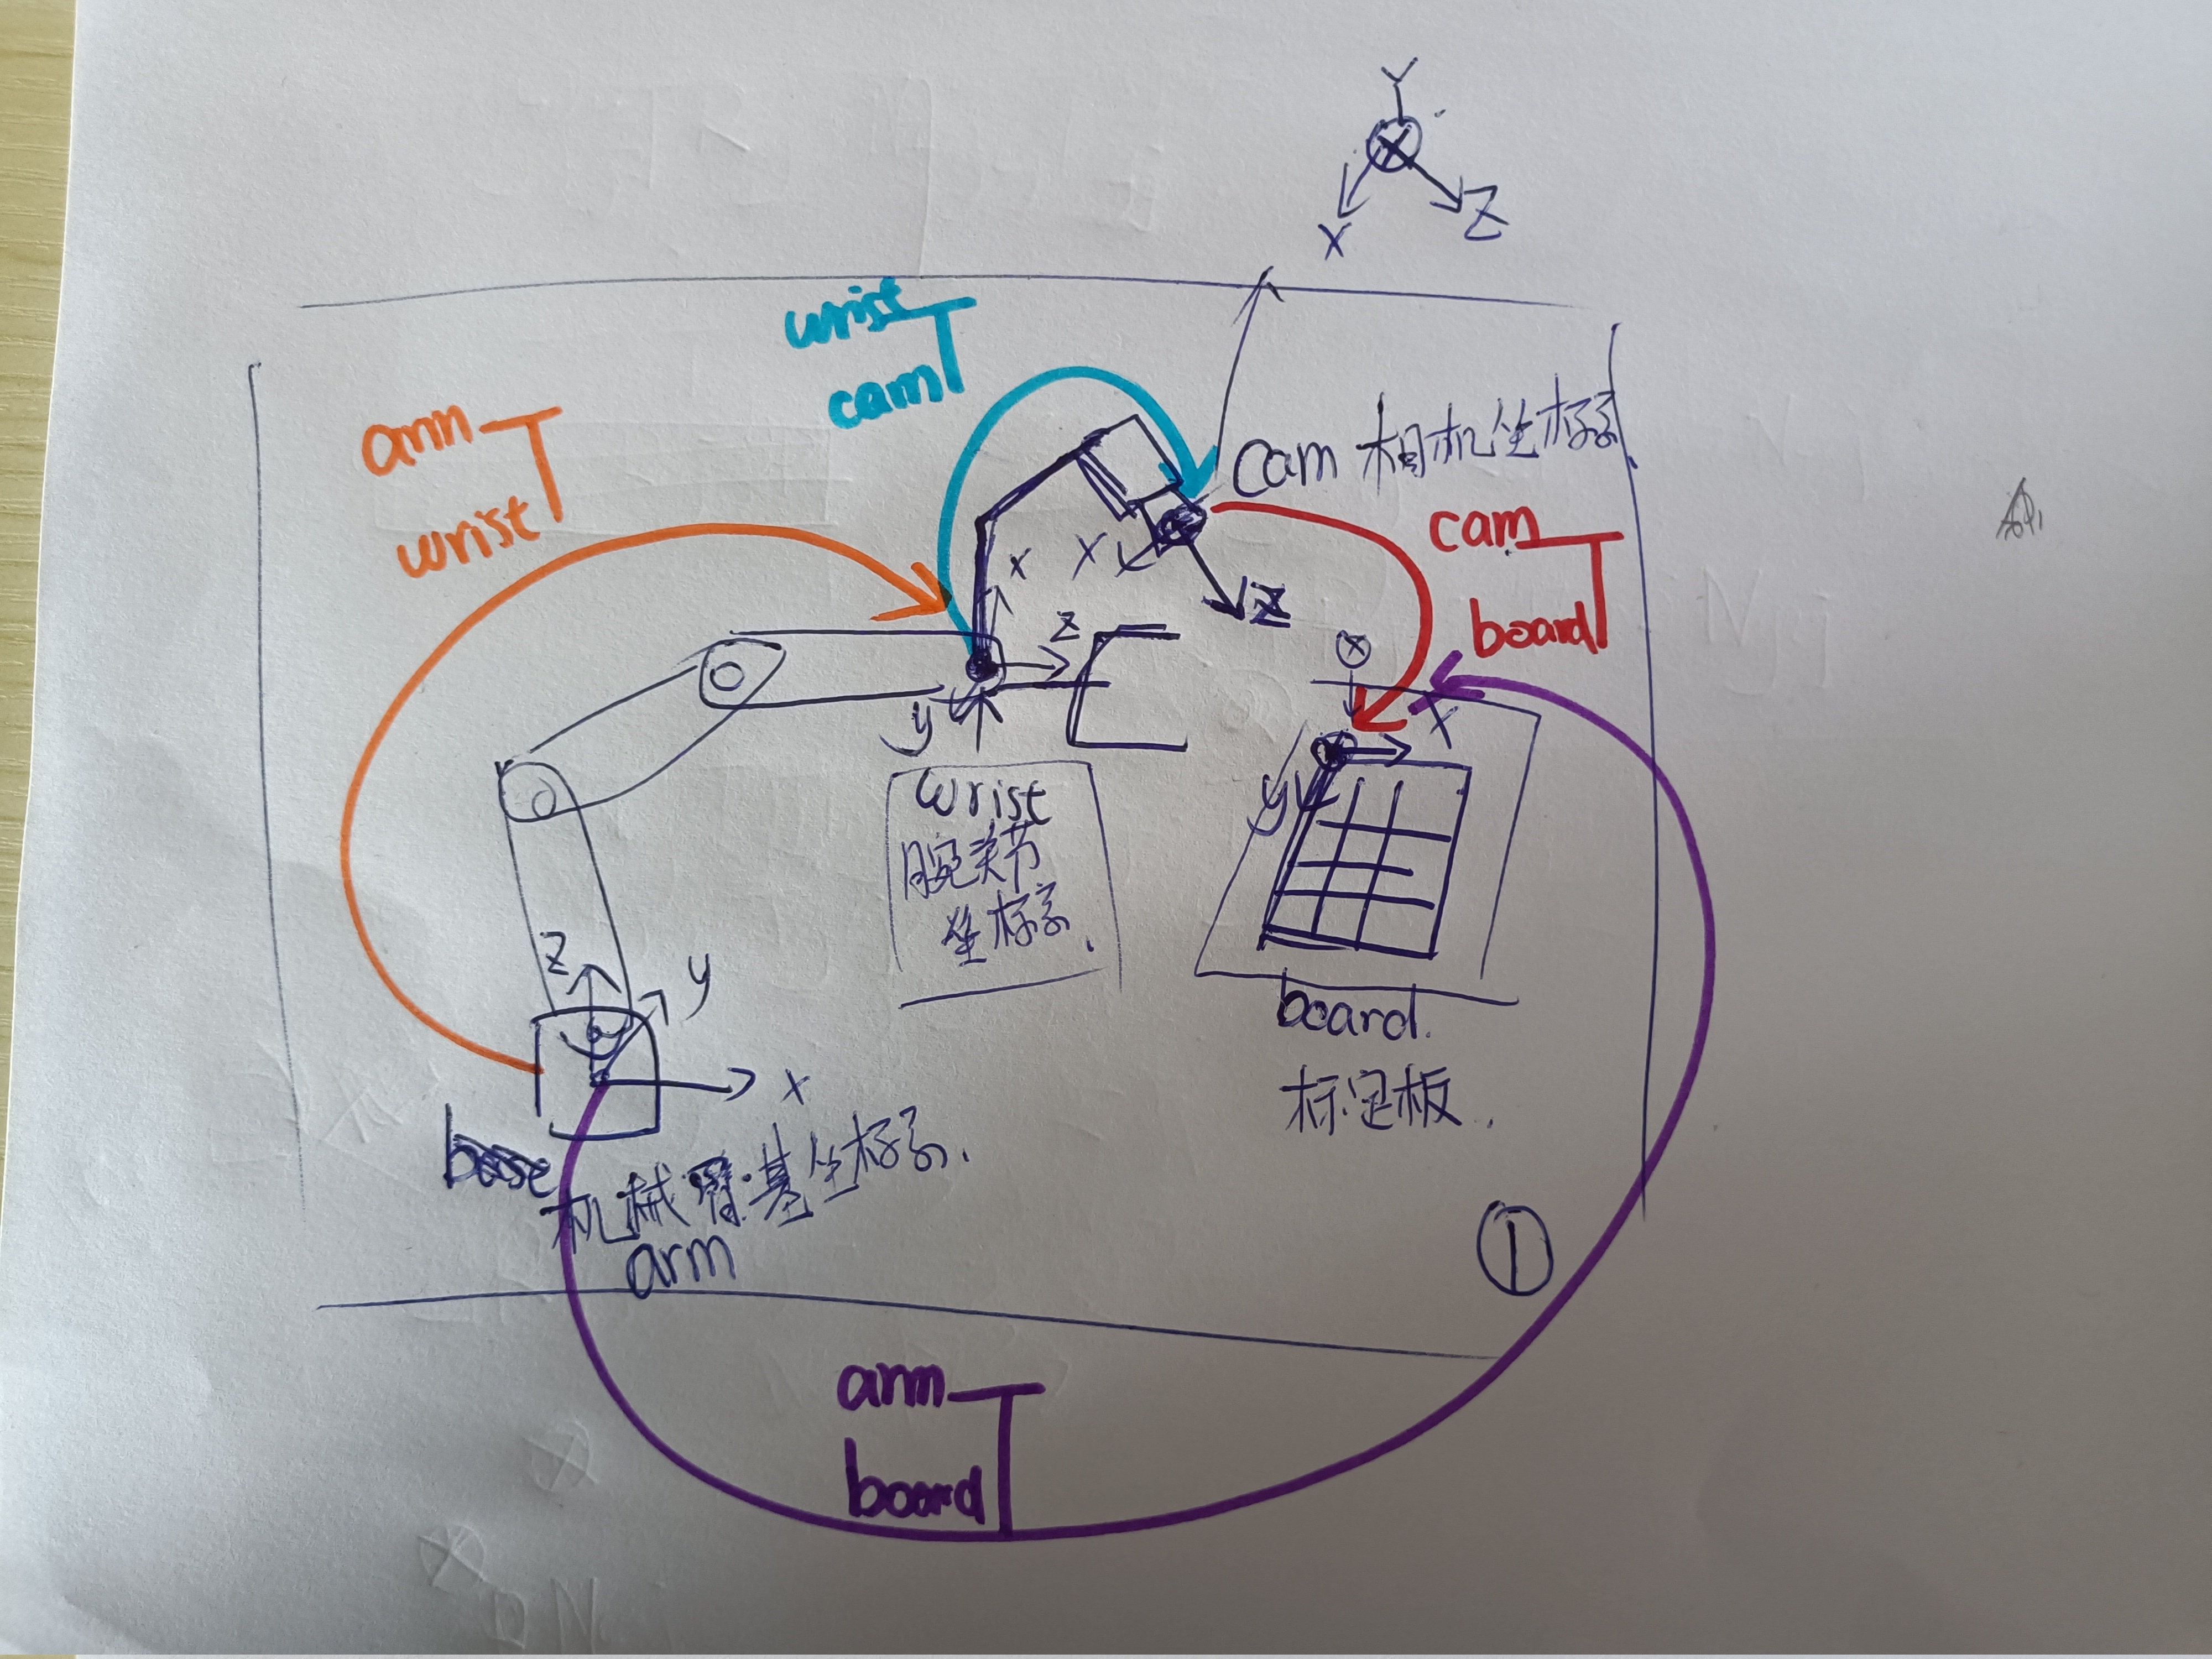 Y
X
Z
wrist
T
cam
arm
T
wrist
cam 相机坐标系.
cam
T
board
X
X
Z
Z
y
X
y
wrist
腕关节
坐标系.
board.
标定板.
Z
y
X
base
机械臂基坐标系.
arm
①
arm
T
board